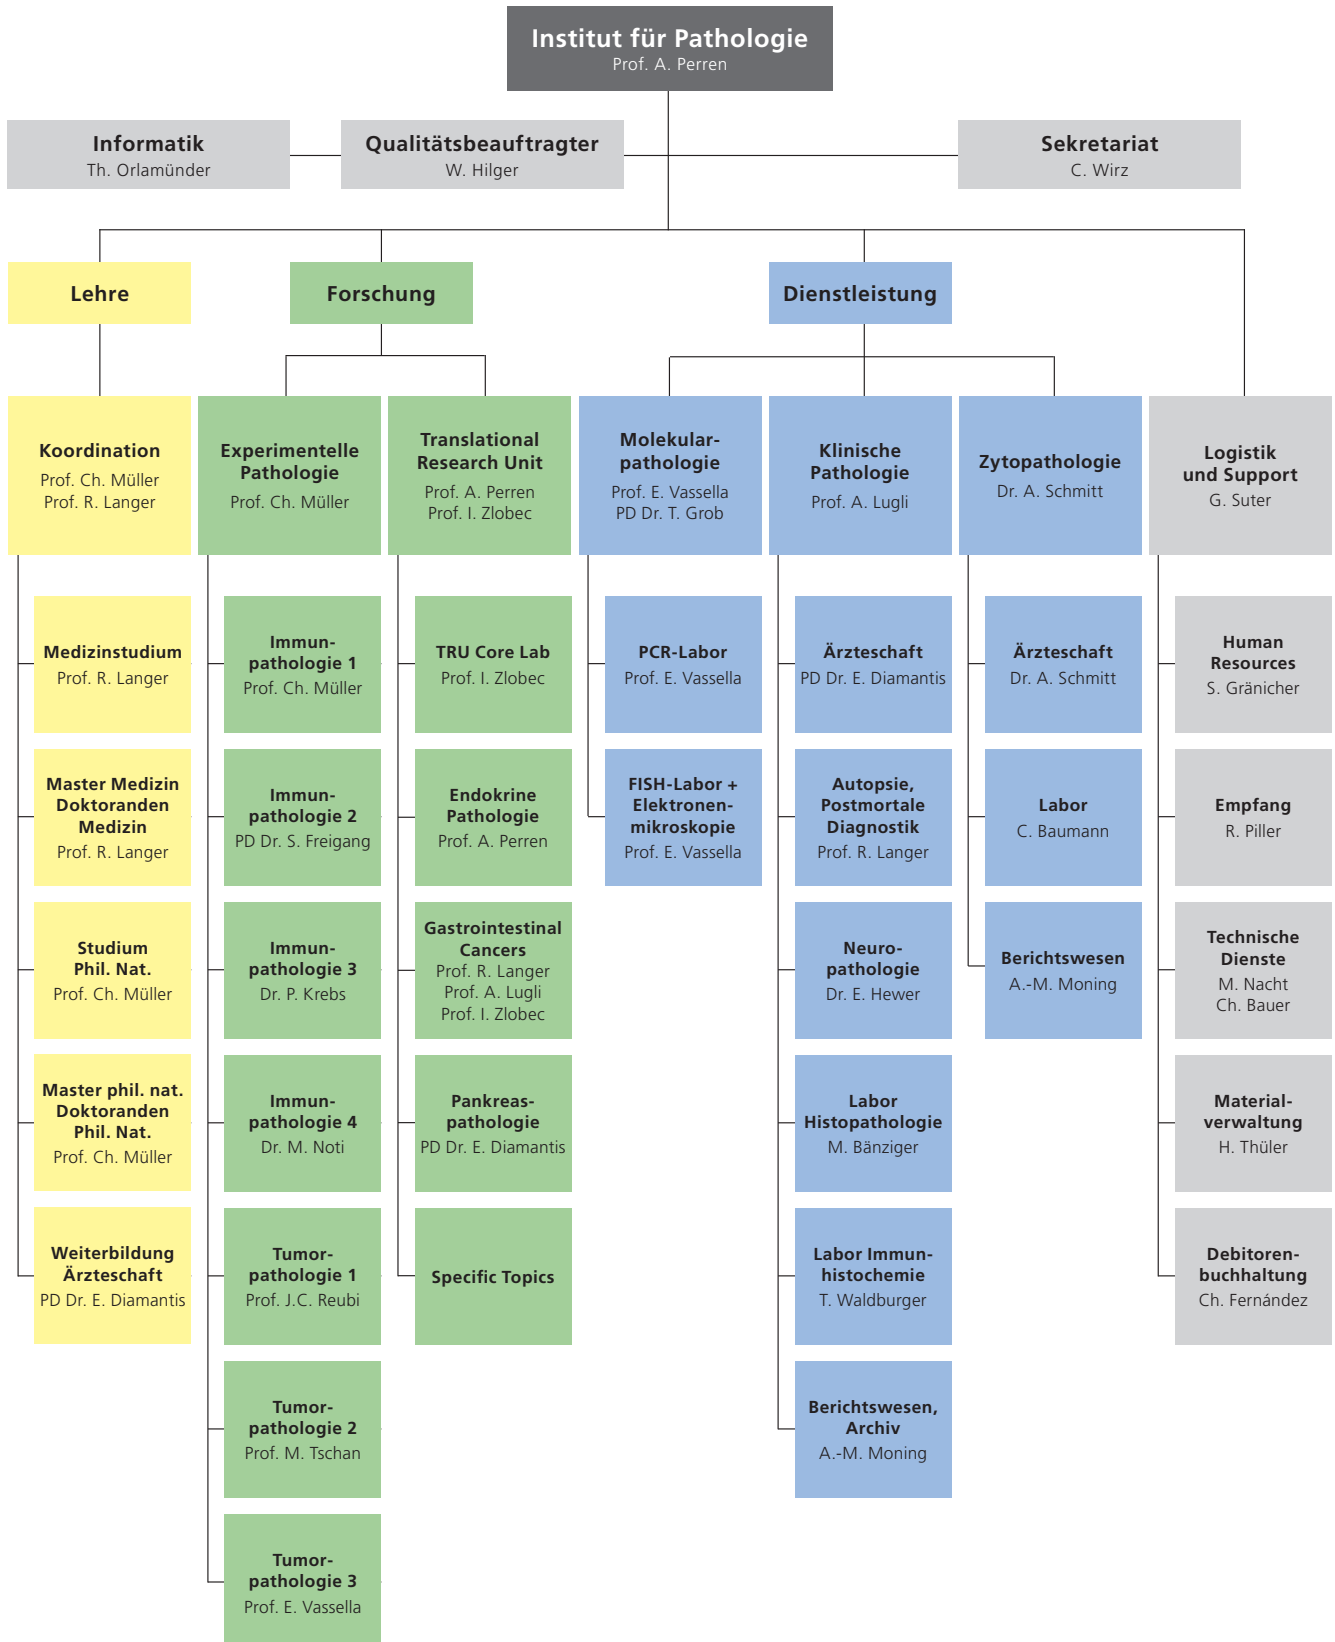 Institut für Pathologie
Prof. A. Perren
Informatik
Th. Orlamünder
Qualitätsbeauftragter
W. Hilger
Sekretariat
C. Wirz
Lehre
Forschung
Dienstleistung
Koordination
Prof. Ch. Müller
Prof. R. Langer
Experimentelle
Pathologie
Prof. Ch. Müller
Translational
Research Unit
Prof. A. Perren
Prof. I. Zlobec
Molekular-
pathologie
Prof. E. Vassella
PD Dr. T. Grob
Klinische
Pathologie
Prof. A. Lugli
Zytopathologie
Dr. A. Schmitt
Logistik
und Support
G. Suter
Medizinstudium
Prof. R. Langer
Master Medizin
Doktoranden
Medizin
Prof. R. Langer
Studium
Phil. Nat.
Prof. Ch. Müller
Master phil. nat.
Doktoranden
Phil. Nat.
Prof. Ch. Müller
Weiterbildung
Ärzteschaft
PD Dr. E. Diamantis
Immun-
pathologie 1
Prof. Ch. Müller
Immun-
pathologie 2
PD Dr. S. Freigang
Immun-
pathologie 3
Dr. P. Krebs
Immun-
pathologie 4
Dr. M. Noti
Tumor-
pathologie 1
Prof. J.C. Reubi
Tumor-
pathologie 2
Prof. M. Tschan
Tumor-
pathologie 3
Prof. E. Vassella
TRU Core Lab
Prof. I. Zlobec
Endokrine
Pathologie
Prof. A. Perren
Gastrointestinal
Cancers
Prof. R. Langer
Prof. A. Lugli
Prof. I. Zlobec
Pankreas-
pathologie
PD Dr. E. Diamantis
Specific Topics
PCR-Labor
Prof. E. Vassella
FISH-Labor +
Elektronen-
mikroskopie
Prof. E. Vassella
Ärzteschaft
PD Dr. E. Diamantis
Autopsie,
Postmortale
Diagnostik
Prof. R. Langer
Neuro-
pathologie
Dr. E. Hewer
Labor
Histopathologie
M. Bänziger
Labor Immun-
histochemie
T. Waldburger
Berichtswesen,
Archiv
A.-M. Moning
Ärzteschaft
Dr. A. Schmitt
Labor
C. Baumann
Berichtswesen
A.-M. Moning
Human
Resources
S. Gränicher
Empfang
R. Piller
Technische
Dienste
M. Nacht
Ch. Bauer
Material-
verwaltung
H. Thüler
Debitoren-
buchhaltung
Ch. Fernández